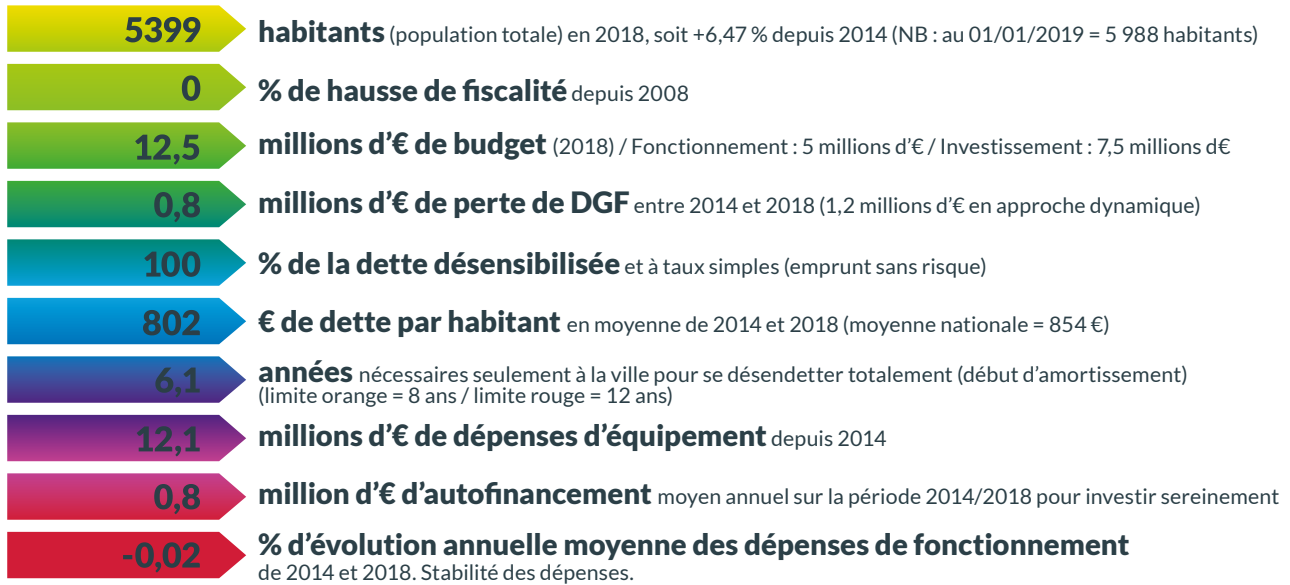 5399 habitants (population totale) en 2018, soit +6,47 % depuis 2014 (NB : au 01/01/2019 = 5 988 habitants)
0 % de hausse de fiscalité depuis 2008
12,5 millions d'€ de budget (2018) / Fonctionnement : 5 millions d'€ / Investissement : 7,5 millions d€
0,8 millions d'€ de perte de DGF entre 2014 et 2018 (1,2 millions d'€ en approche dynamique)
100 % de la dette désensibilisée et à taux simples (emprunt sans risque)
802 € de dette par habitant en moyenne de 2014 et 2018 (moyenne nationale = 854 €)
6,1 années nécessaires seulement à la ville pour se désendetter totalement (début d'amortissement)
(limite orange = 8 ans / limite rouge = 12 ans)
12,1 millions d'€ de dépenses d'équipement depuis 2014
0,8 million d'€ d'autofinancement moyen annuel sur la période 2014/2018 pour investir sereinement
-0,02 % d'évolution annuelle moyenne des dépenses de fonctionnement
de 2014 et 2018. Stabilité des dépenses.